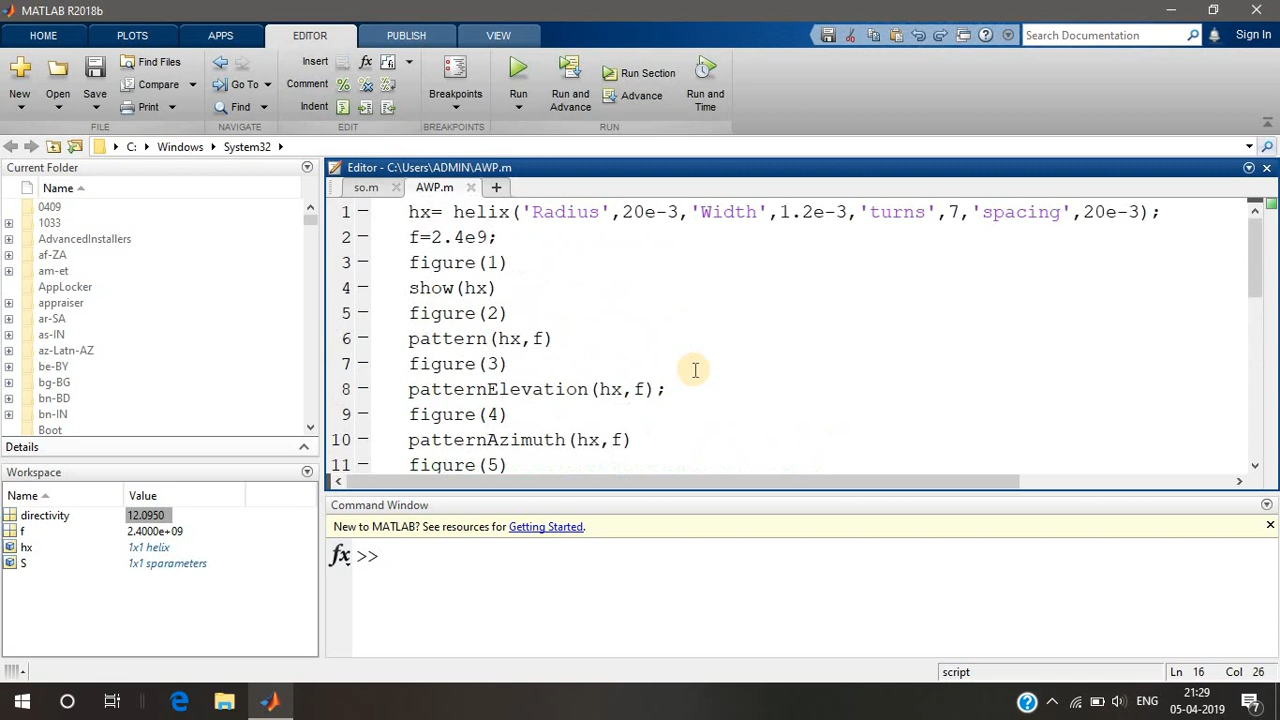 MATLAB R2018b
HOME PLOTS APPS EDITOR PUBLISH VIEW Search Documentation Sign In
New Open Save Find Files Compare Print Go To Find Insert Comment Indent fx Breakpoints Run Run and Advance Run Section Advance Run and Time
FILE NAVIGATE EDIT BREAKPOINTS RUN
C: Windows System32
Current Folder
Name
0409
1033
AdvancedInstallers
af-ZA
am-et
AppLocker
appraiser
ar-SA
as-IN
az-Latn-AZ
be-BY
bg-BG
bn-BD
bn-IN
Boot
Details
Workspace
Name Value
directivity 12.0950
f 2.4000e+09
hx 1x1 helix
S 1x1 sparameters
Editor - C:\Users\ADMIN\AWP.m
so.m AWP.m
1 hx= helix('Radius',20e-3,'Width',1.2e-3,'turns',7,'spacing',20e-3);
2 f=2.4e9;
3 figure(1)
4 show(hx)
5 figure(2)
6 pattern(hx,f)
7 figure(3)
8 patternElevation(hx,f);
9 figure(4)
10 patternAzimuth(hx,f)
11 figure(5)
Command Window
New to MATLAB? See resources for Getting Started.
fx >>
script Ln 16 Col 26
ENG 21:29
05-04-2019 7